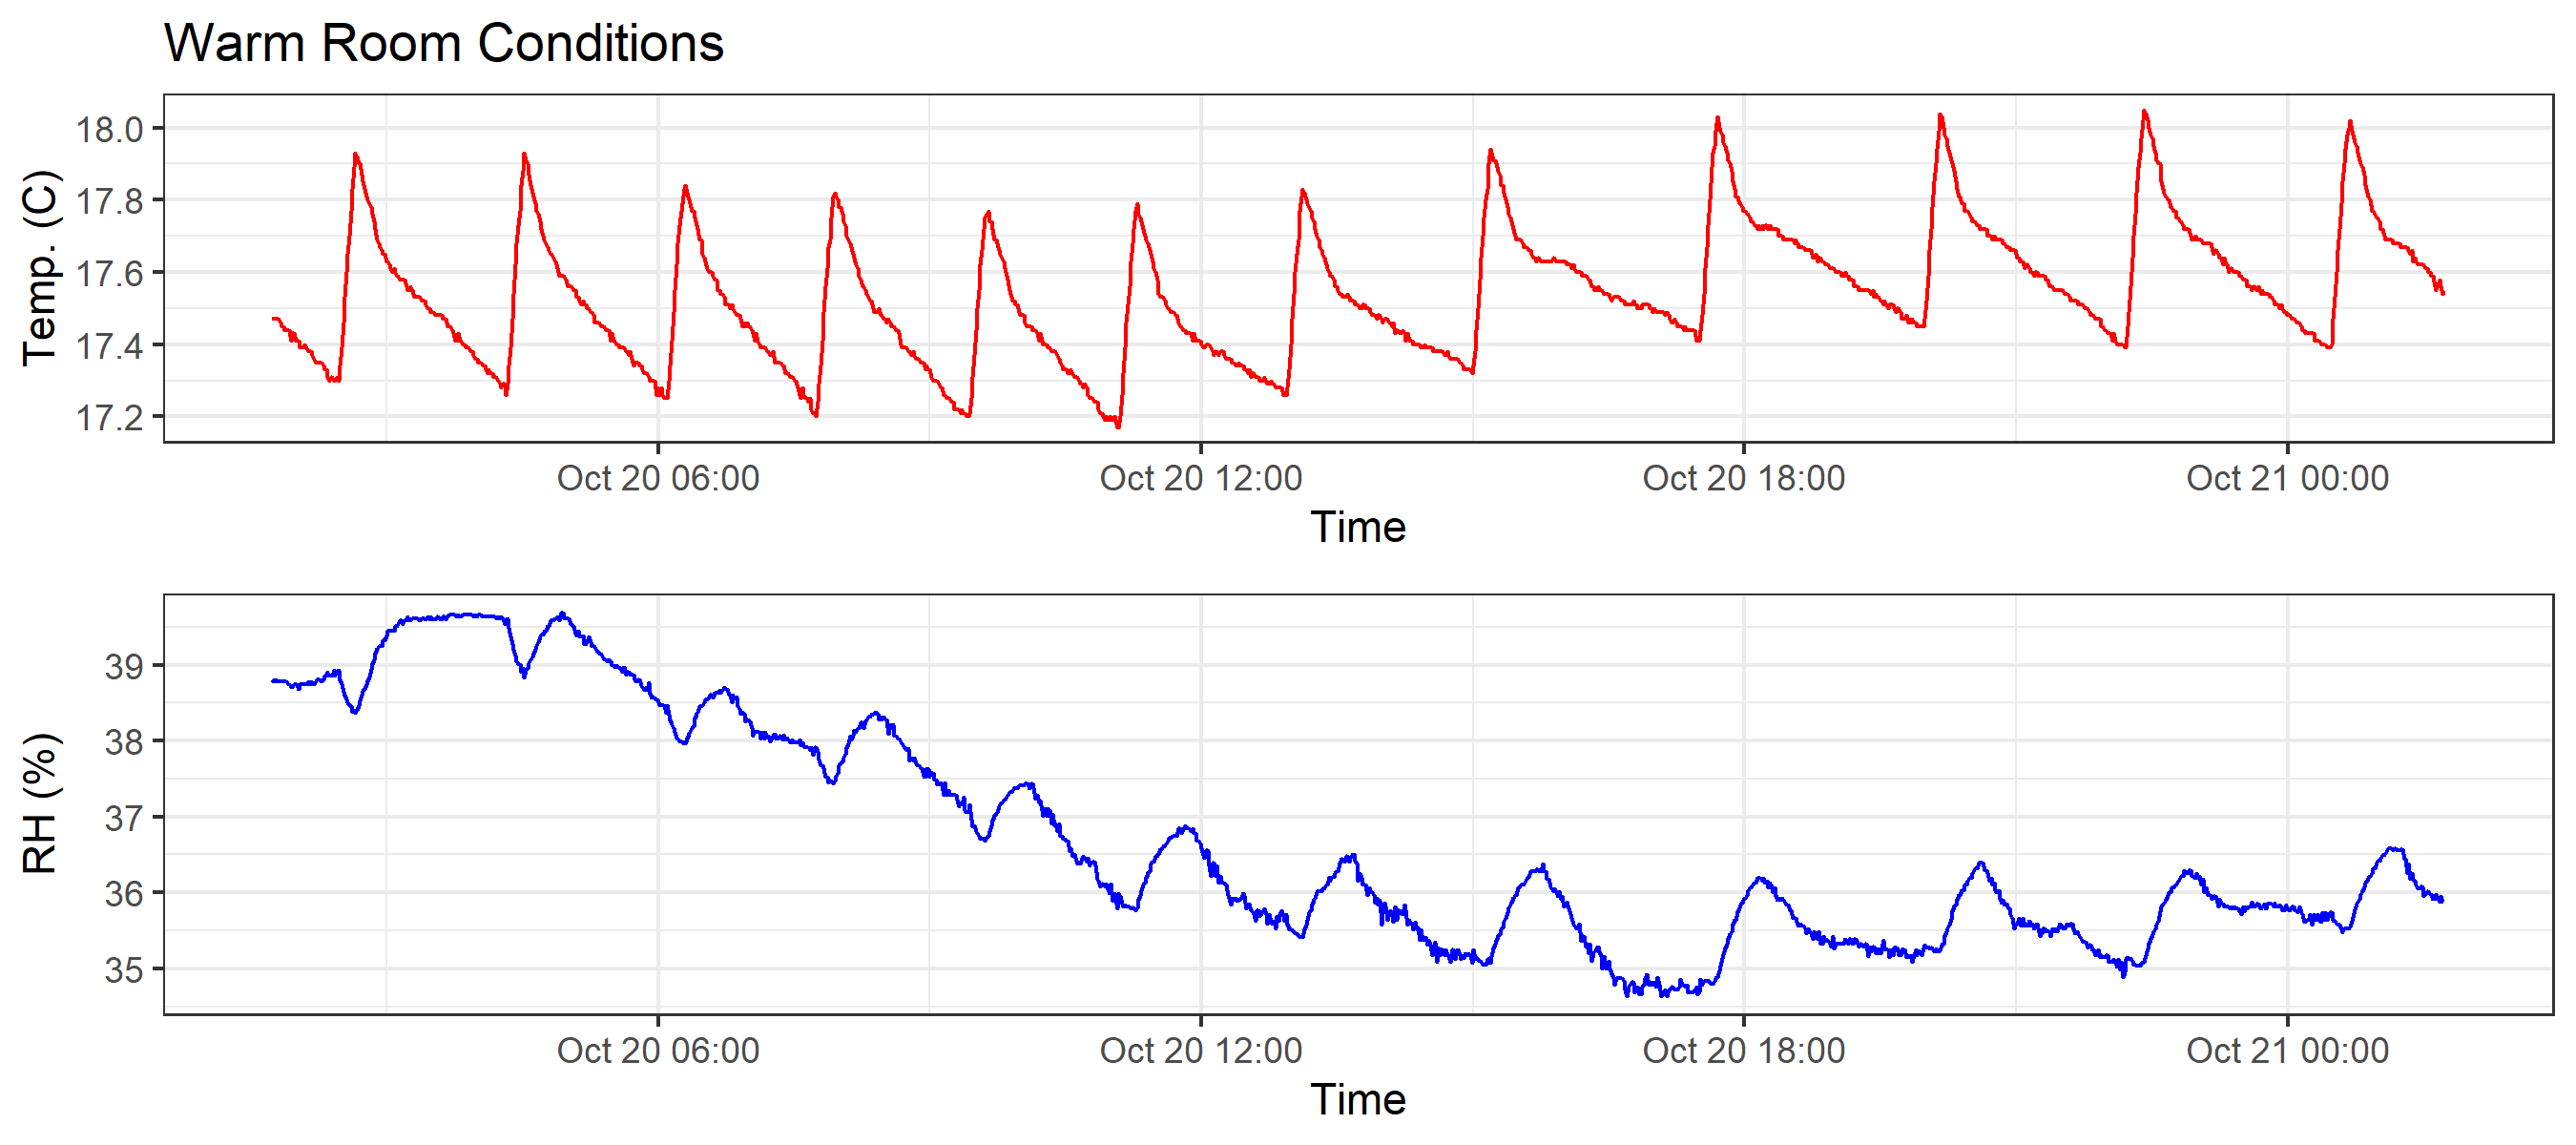 Warm Room Conditions
Temp. (C)
18.0
17.8
17.6
17.4
17.2
Oct 20 06:00 Oct 20 12:00 Oct 20 18:00 Oct 21 00:00
Time
RH (%)
39
38
37
36
35
Oct 20 06:00 Oct 20 12:00 Oct 20 18:00 Oct 21 00:00
Time